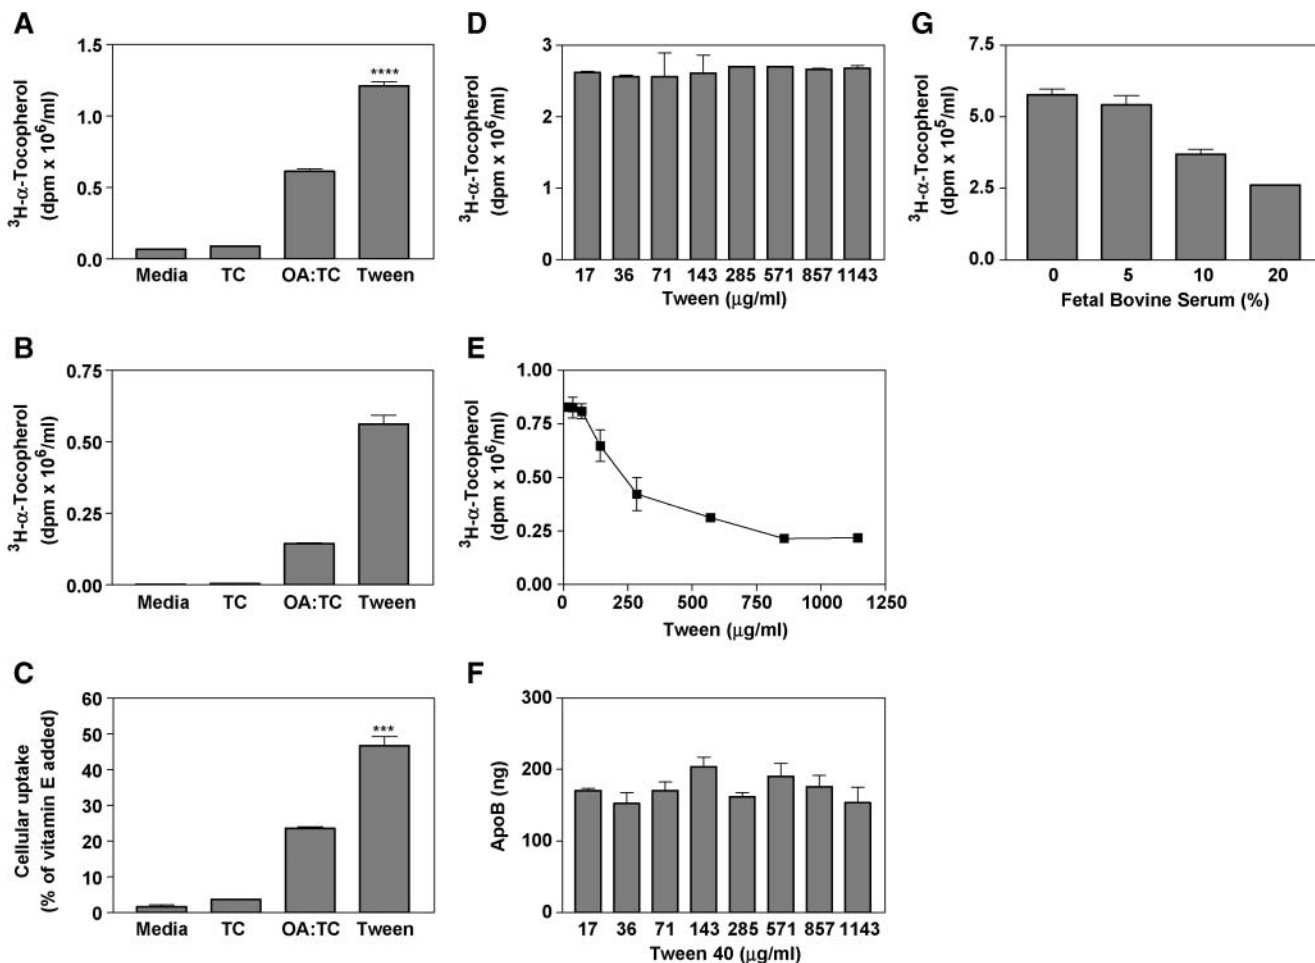 A
³H-α-Tocopherol
(dpm x 10⁶/ml)
1.5
1.0
0.5
0.0
****
Media TC OA:TC Tween
B
³H-α-Tocopherol
(dpm x 10⁶/ml)
0.75
0.50
0.25
0.00
Media TC OA:TC Tween
C
Cellular uptake
(% of vitamin E added)
60
50
40
30
20
10
0
***
Media TC OA:TC Tween
D
³H-α-Tocopherol
(dpm x 10⁶/ml)
3
2
1
0
17 36 71 143 285 571 857 1143
Tween (μg/ml)
E
³H-α-Tocopherol
(dpm x 10⁶/ml)
1.00
0.75
0.50
0.25
0.00
0 250 500 750 1000 1250
Tween (μg/ml)
F
ApoB (ng)
300
200
100
0
17 36 71 143 285 571 857 1143
Tween 40 (μg/ml)
G
³H-α-Tocopherol
(dpm x 10⁵/ml)
7.5
5.0
2.5
0.0
0 5 10 20
Fetal Bovine Serum (%)